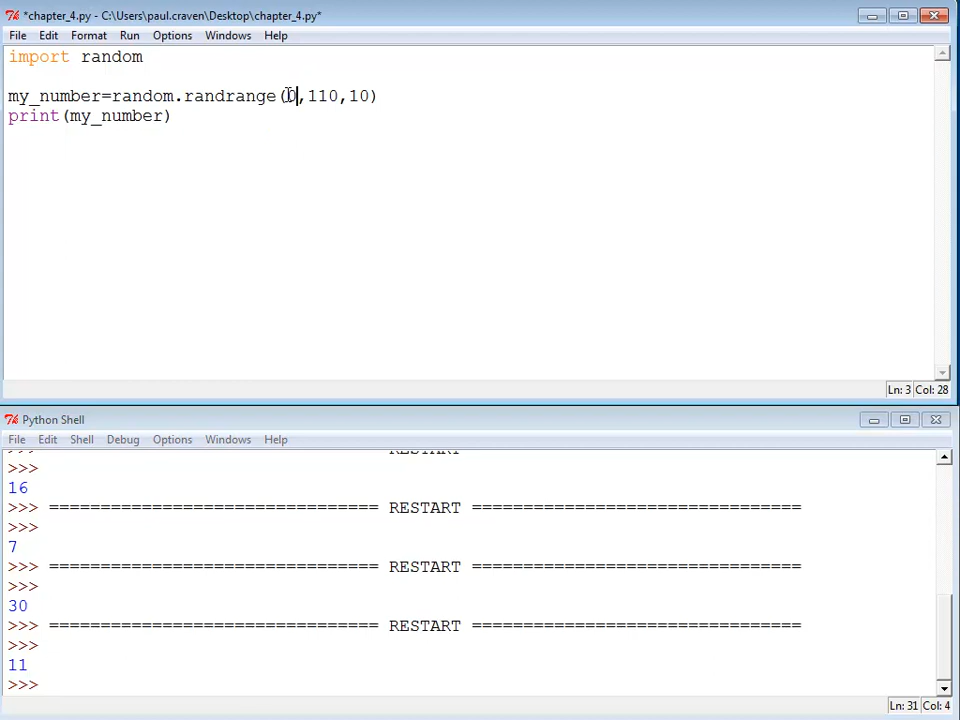 *chapter_4.py - C:\Users\paul.craven\Desktop\chapter_4.py*
File Edit Format Run Options Windows Help
import random
my_number=random.randrange(0,110,10)
print(my_number)
Ln: 3 Col: 28
Python Shell
File Edit Shell Debug Options Windows Help
>>> ================================ RESTART
>>>
16
>>> ================================ RESTART ================================
>>>
7
>>> ================================ RESTART ================================
>>>
30
>>> ================================ RESTART ================================
>>>
11
>>>
Ln: 31 Col: 4